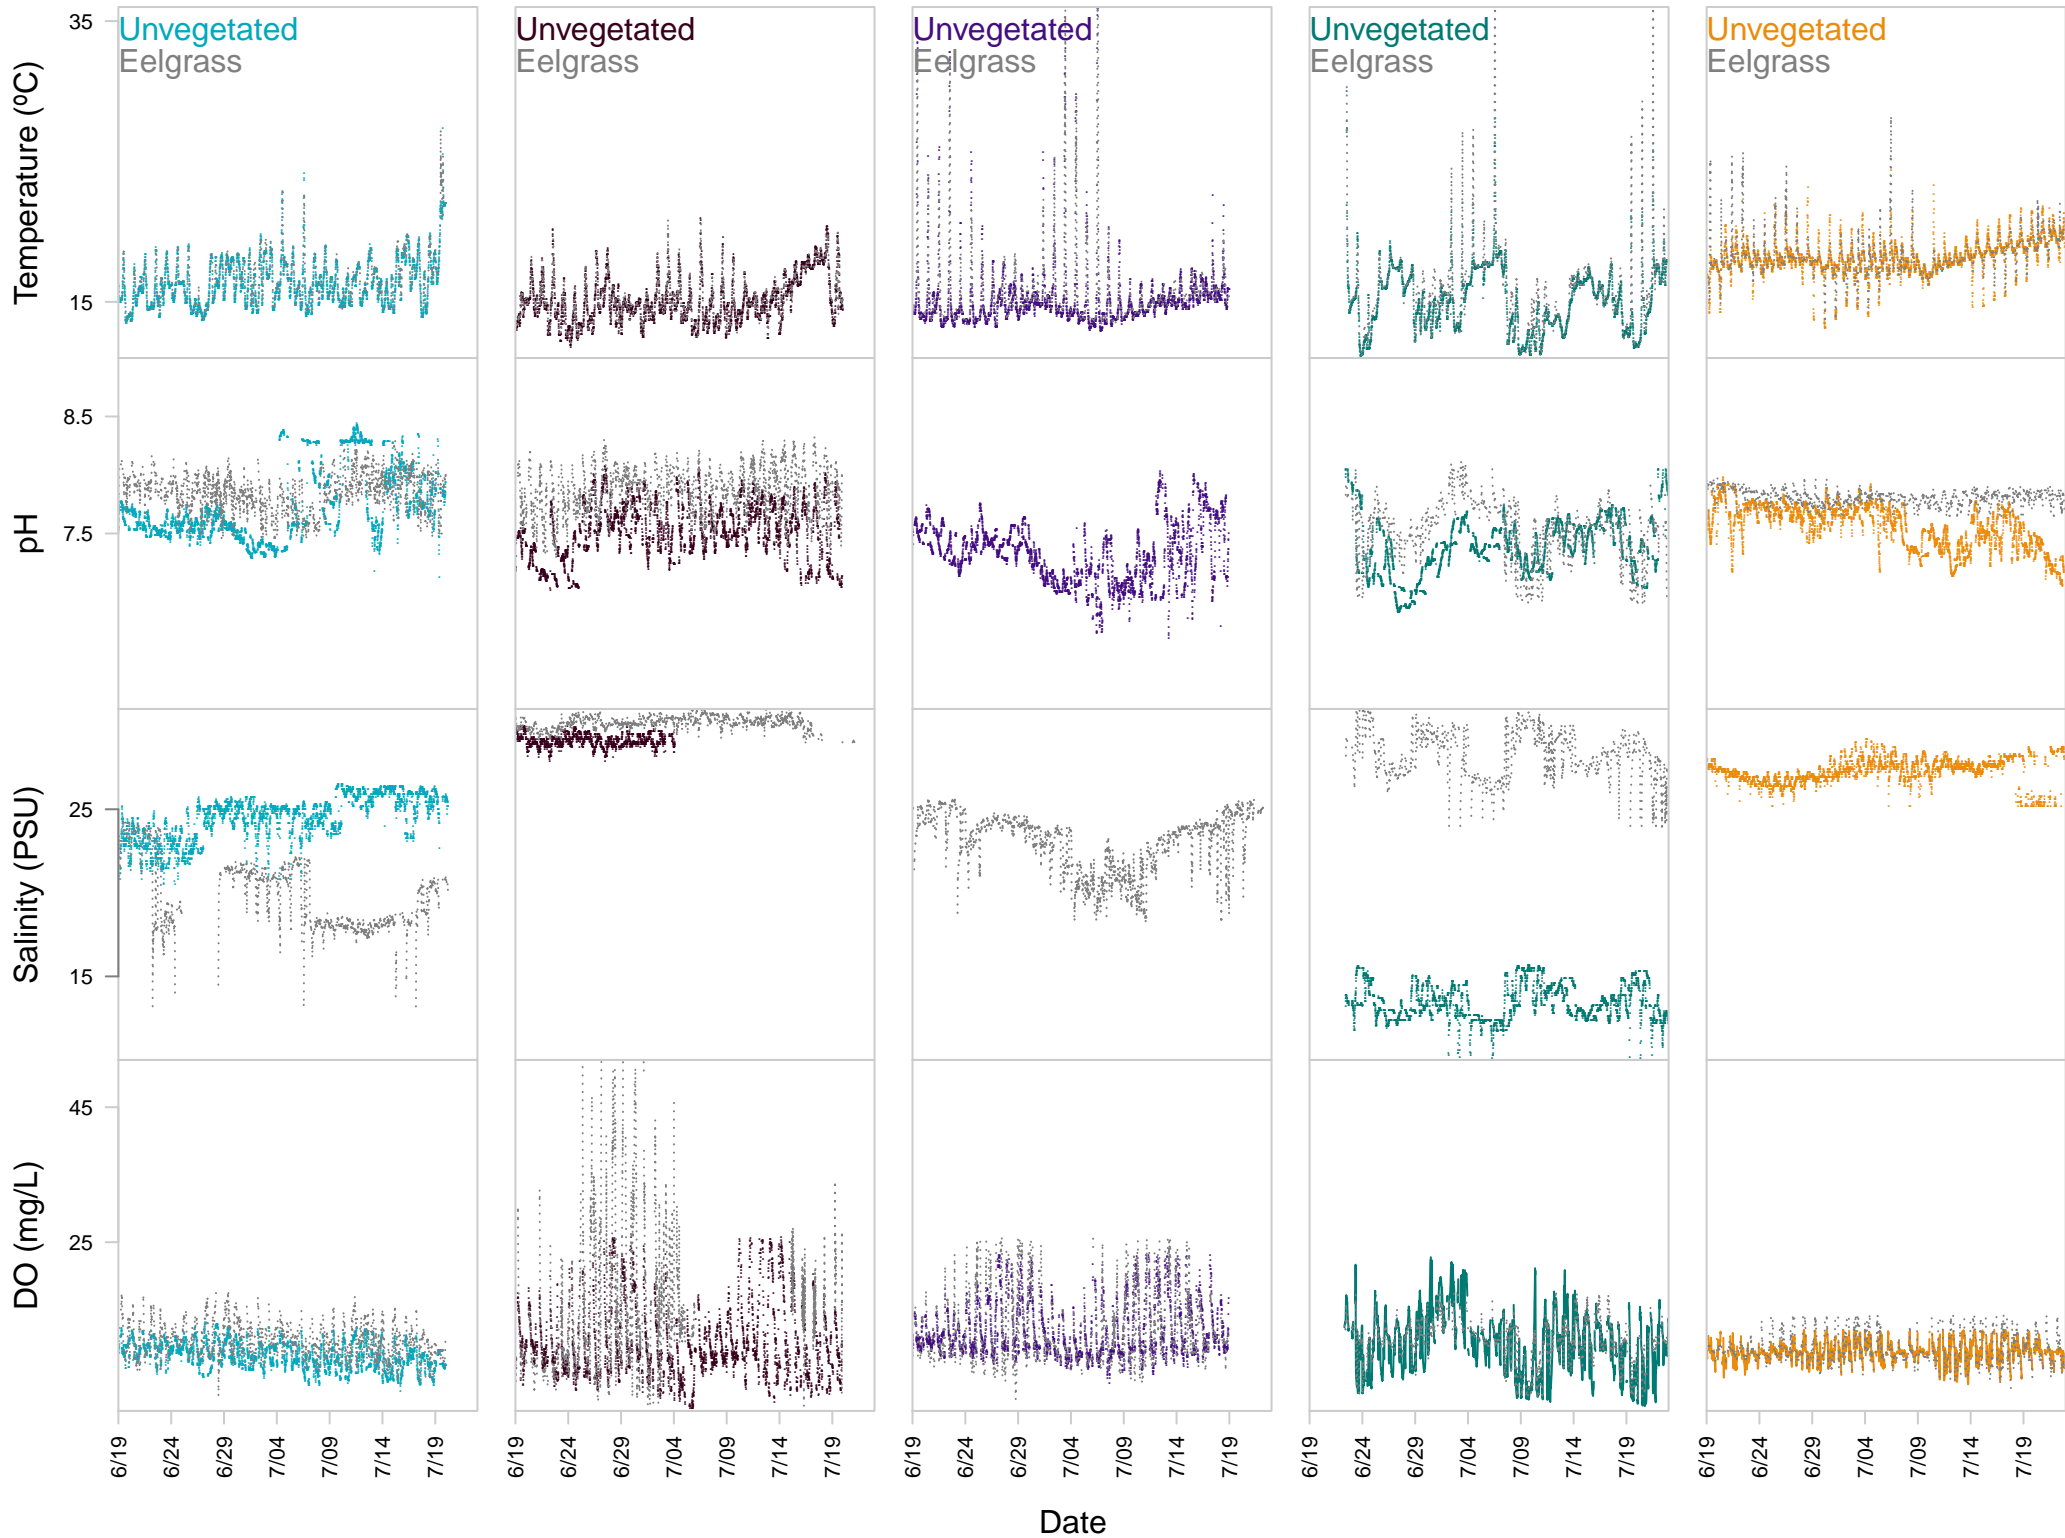 35
Unvegetated
Eelgrass
Unvegetated
Eelgrass
Unvegetated
Eelgrass
Unvegetated
Eelgrass
Unvegetated
Eelgrass
Temperature (ºC)
15
8.5
pH
7.5
25
Salinity (PSU)
15
45
DO (mg/L)
25
6/19 6/24 6/29 7/04 7/09 7/14 7/19
6/19 6/24 6/29 7/04 7/09 7/14 7/19
6/19 6/24 6/29 7/04 7/09 7/14 7/19
6/24 6/29 7/04 7/09 7/14 7/19
6/19 6/24 6/29 7/04 7/09 7/14 7/19
Date